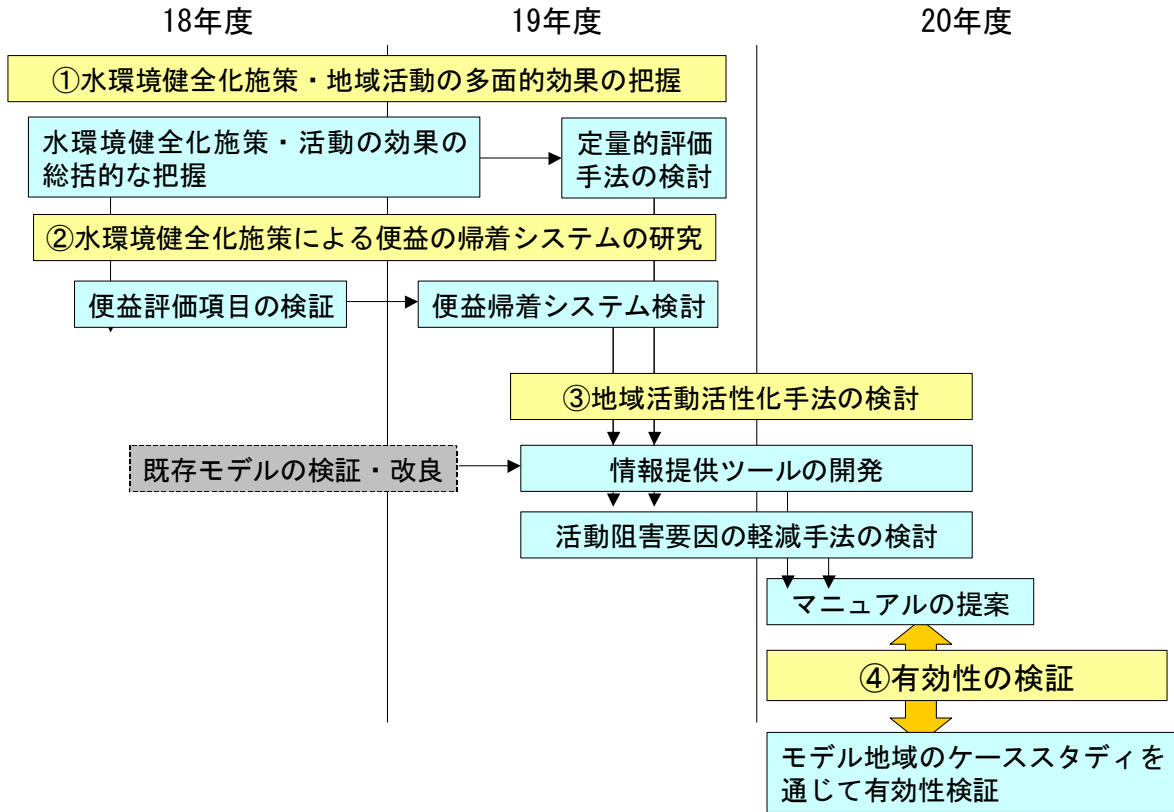 18年度
19年度
20年度
①水環境健全化施策・地域活動の多面的効果の把握
水環境健全化施策・活動の効果の
総括的な把握
定量的評価
手法の検討
②水環境健全化施策による便益の帰着システムの研究
便益評価項目の検証
便益帰着システム検討
③地域活動活性化手法の検討
既存モデルの検証・改良
情報提供ツールの開発
活動阻害要因の軽減手法の検討
マニュアルの提案
④有効性の検証
モデル地域のケーススタディを
通じて有効性検証